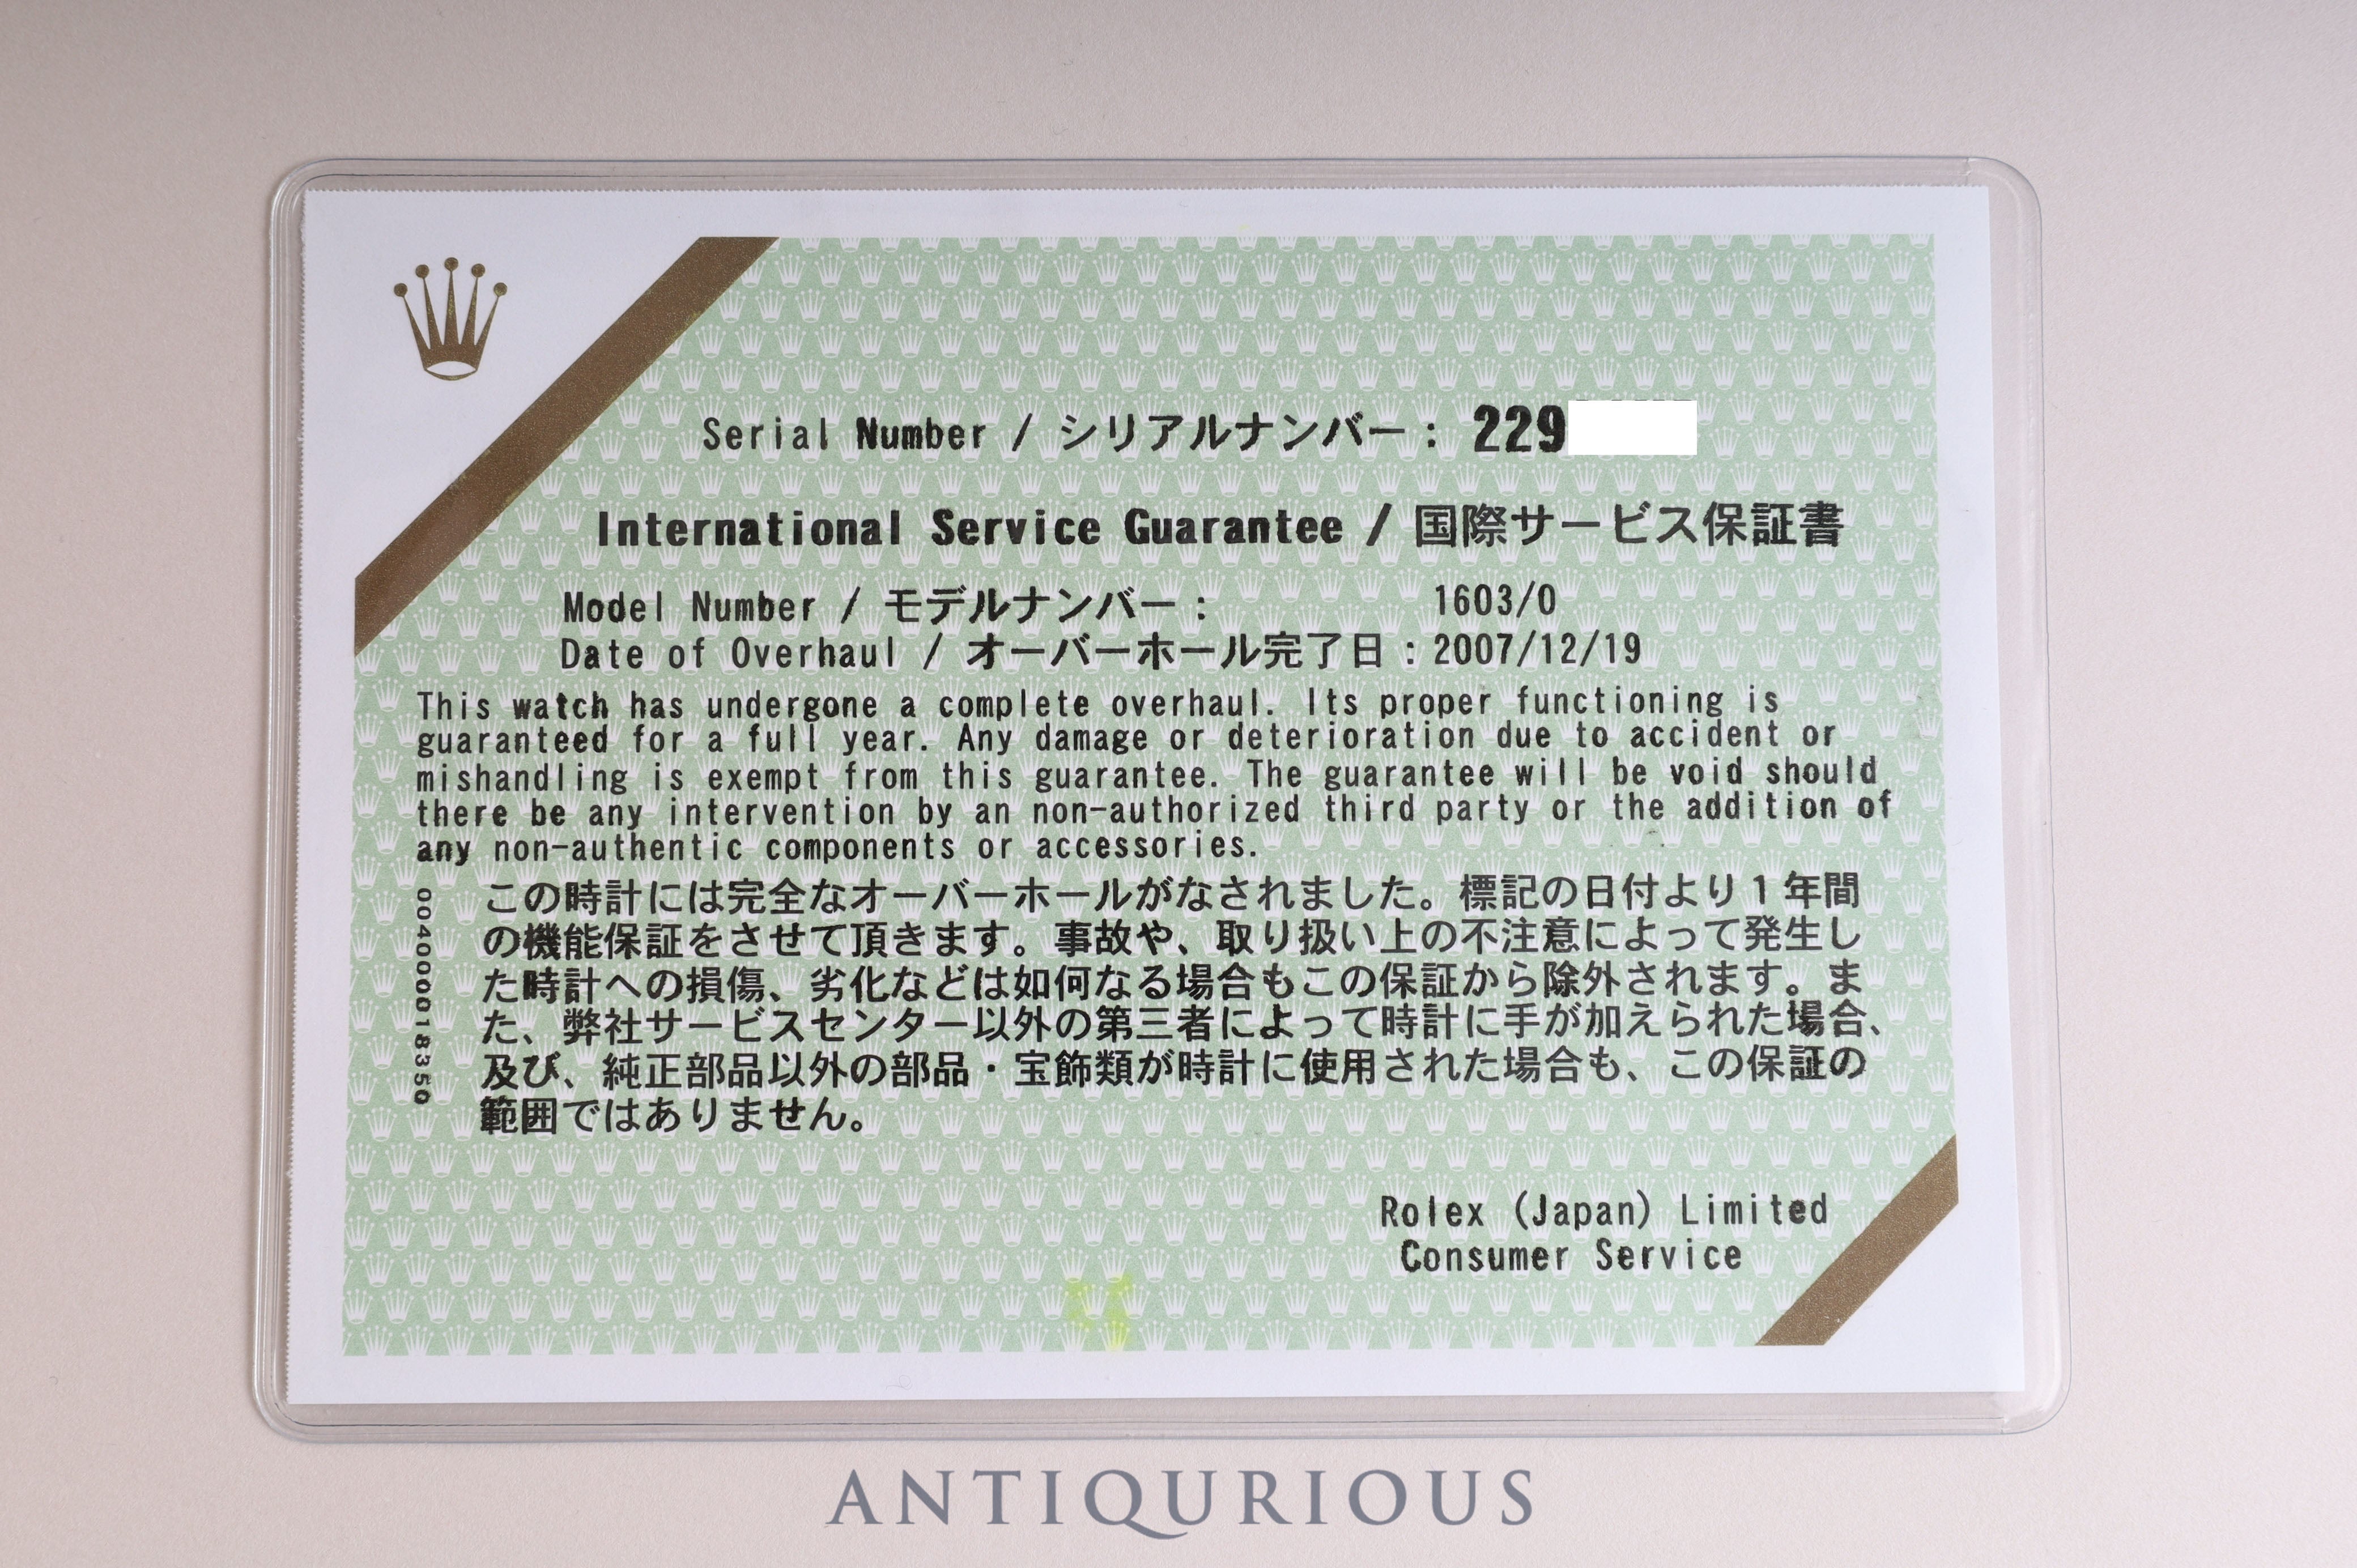 Serial Number / シリアルナンバー : 229
International Service Guarantee / 国際サービス保証書
Model Number / モデルナンバー : 1603/0
Date of Overhaul / オーバーホール完了日 : 2007/12/19
This watch has undergone a complete overhaul. Its proper functioning is
guaranteed for a full year. Any damage or deterioration due to accident or
mishandling is exempt from this guarantee. The guarantee will be void should
there be any intervention by an non-authorized third party or the addition of
any non-authentic components or accessories.
この時計には完全なオーバーホールがなされました。標記の日付より1年間
の機能保証をさせて頂きます。事故や、取り扱い上の不注意によって発生し
た時計への損傷、劣化などは如何なる場合もこの保証から除外されます。ま
た、弊社サービスセンター以外の第三者によって時計に手が加えられた場合、
及び、純正部品以外の部品・宝飾類が時計に使用された場合も、この保証の
範囲ではありません。
0040000018350
Rolex (Japan) Limited
Consumer Service
ANTIQURIOUS